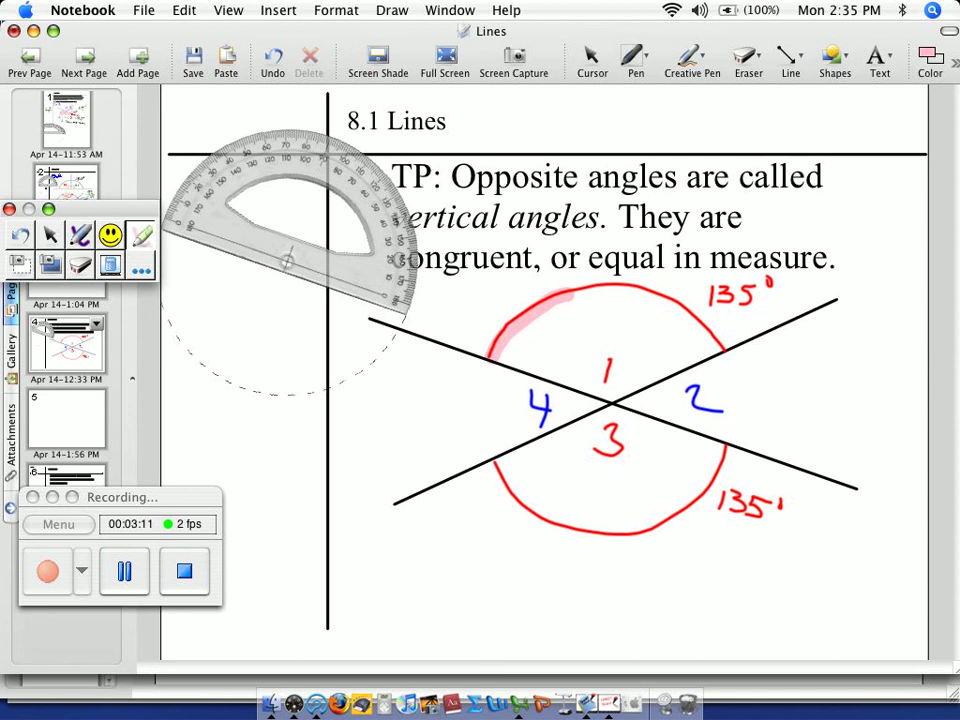 Notebook File Edit View Insert Format Draw Window Help (100%) Mon 2:35 PM
Lines
Prev Page Next Page Add Page Save Paste Undo Delete Screen Shade Full Screen Screen Capture Cursor Pen Creative Pen Eraser Line Shapes Text Color
8.1 Lines
TP: Opposite angles are called
ertical angles. They are
congruent, or equal in measure.
135°
1
4
2
3
135°
1
Apr 14-11:53 AM
2
Apr 14-1:04 PM
4
Apr 14-12:33 PM
5
Apr 14-1:56 PM
6
Gallery
Attachments
Recording...
Menu 00:03:11 2 fps